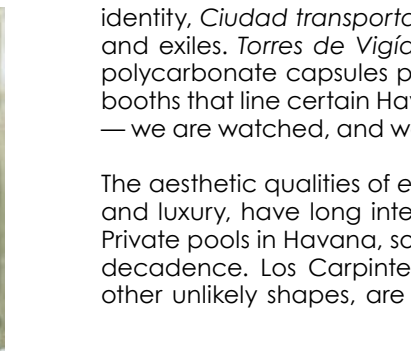 identity, Ciudad
and exiles. Torres de
polycarbonate capsules
booths that line certain
— we are watched, and
The aesthetic qualities of
and luxury, have long
Private pools in Havana,
decadence. Los
other unlikely shapes, are